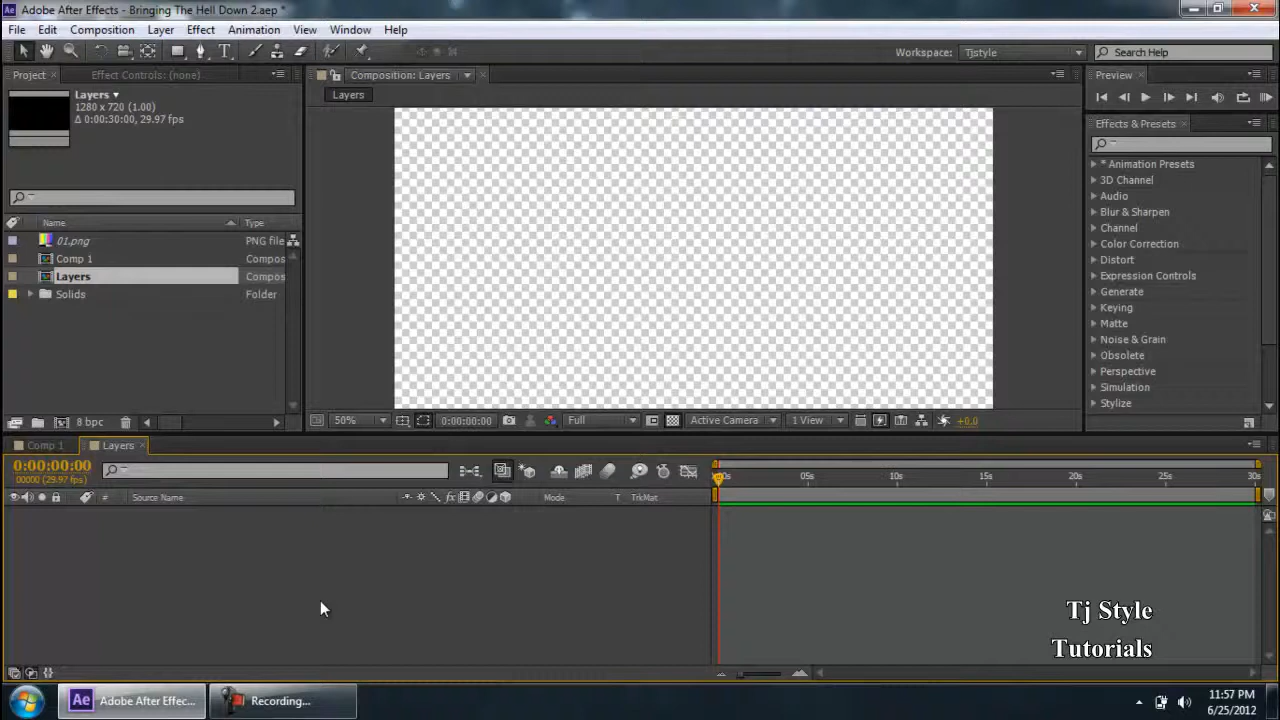 Adobe After Effects - Bringing The Hell Down 2.aep *
File Edit Composition Layer Effect Animation View Window Help
Workspace: Tjstyle Search Help
Project Effect Controls: (none) Composition: Layers Preview
Layers
1280 x 720 (1.00)
Δ 0:00:30:00, 29.97 fps
Layers
Effects & Presets
* Animation Presets
3D Channel
Audio
Blur & Sharpen
Channel
Color Correction
Distort
Expression Controls
Generate
Keying
Matte
Noise & Grain
Obsolete
Perspective
Simulation
Stylize
Name Type
01.png PNG file
Comp 1 Compos
Layers Compos
Solids Folder
8 bpc
50% 0:00:00:00 Full Active Camera 1 View +0.0
Comp 1 Layers
0:00:00:00
00000 (29.97 fps)
# Source Name Mode T TrkMat
00s 05s 10s 15s 20s 25s 30s
Tj Style
Tutorials
Adobe After Effec... Recording...
11:57 PM
6/25/2012